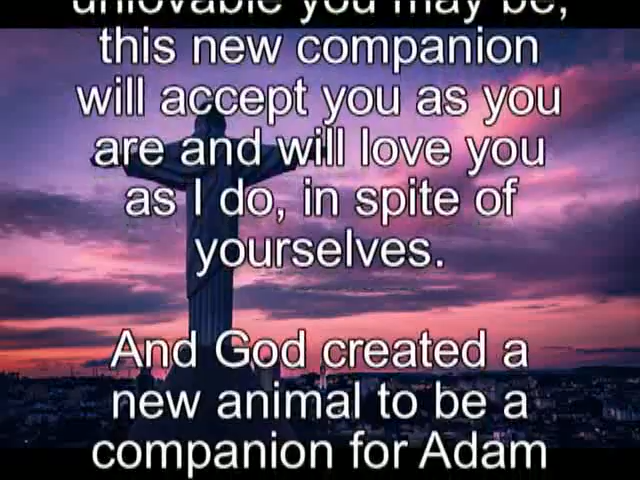 unlovable you may be,
this new companion
will accept you as you
are and will love you
as I do, in spite of
yourselves.
And God created a
new animal to be a
companion for Adam